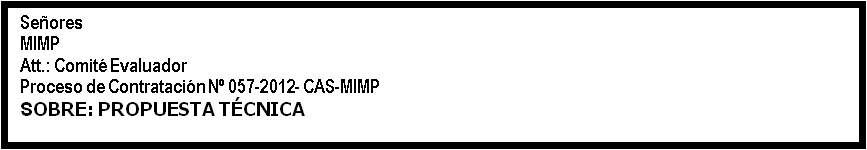 Señores
MIMP
Att.: Comité Evaluador
Proceso de Contratación Nº 057-2012- CAS-MIMP
SOBRE: PROPUESTA TÉCNICA